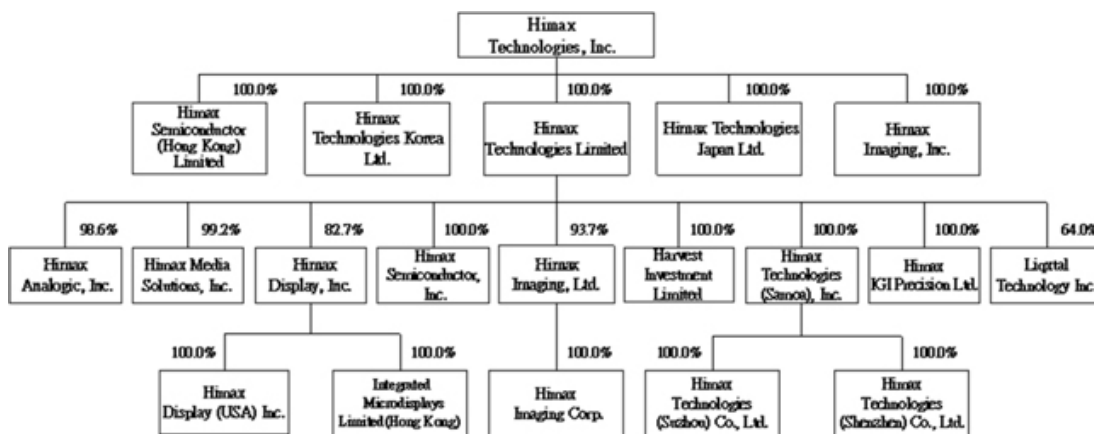 Himax
Technologies, Inc.
100.0%
100.0%
100.0%
100.0%
100.0%
Himax
Semiconductor
(Hong Kong)
Limited
Himax
Technologies Korea
Ltd.
Himax
Technologies Limited
Himax Technologies
Japan Ltd.
Himax
Imaging, Inc.
98.6%
99.2%
82.7%
100.0%
93.7%
100.0%
100.0%
100.0%
64.0%
Himax
Analogic, Inc.
Himax Media
Solutions, Inc.
Himax
Display, Inc.
Himax
Semiconductor,
Inc.
Himax
Imaging, Ltd.
Harvest
Investment
Limited
Himax
Technologies
(Samoa), Inc.
Himax
IGI Precision Ltd.
Liqxtal
Technology Inc.
100.0%
100.0%
100.0%
100.0%
100.0%
Himax
Display (USA) Inc.
Integrated
Microdisplays
Limited (Hong Kong)
Himax
Imaging Corp.
Himax
Technologies
(Suzhou) Co., Ltd.
Himax
Technologies
(Shenzhen) Co., Ltd.